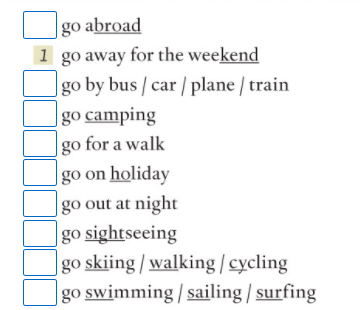 go abroad
1 go away for the weekend
go by bus / car / plane / train
go camping
go for a walk
go on holiday
go out at night
go sightseeing
go skiing / walking / cycling
go swimming / sailing / surfing